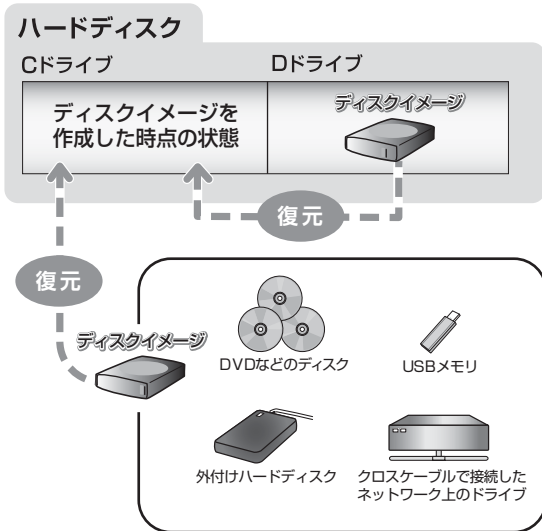 ハードディスク
Cドライブ
Dドライブ
ディスクイメージを
作成した時点の状態
ディスクイメージ
復元
復元
ディスクイメージ
DVDなどのディスク
USBメモリ
外付けハードディスク
クロスケーブルで接続した
ネットワーク上のドライブ